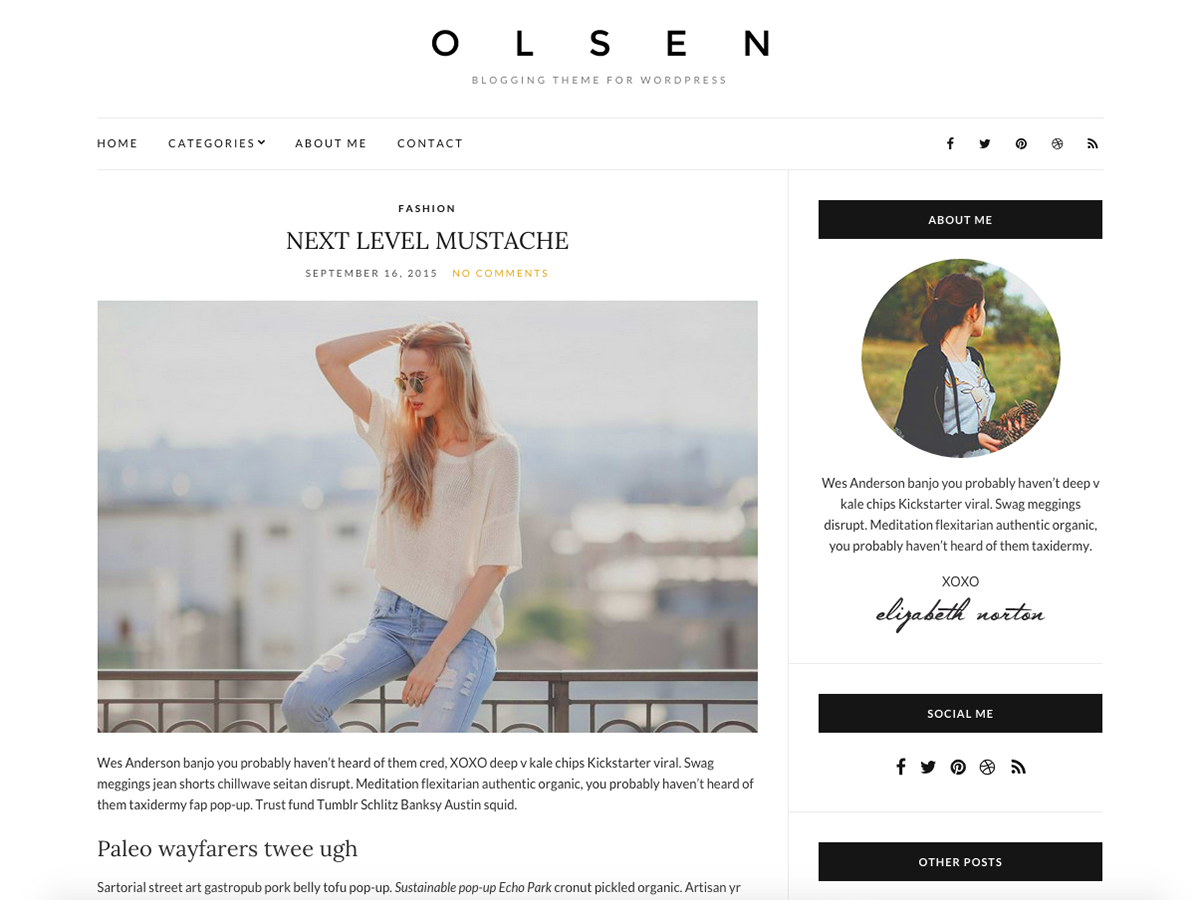 OLSEN
BLOGGING THEME FOR WORDPRESS
HOME CATEGORIES ABOUT ME CONTACT
FASHION
NEXT LEVEL MUSTACHE
SEPTEMBER 16, 2015 NO COMMENTS
Wes Anderson banjo you probably haven’t heard of them cred, XOXO deep v kale chips Kickstarter viral. Swag
meggings jean shorts chillwave seitan disrupt. Meditation flexitarian authentic organic, you probably haven’t heard of
them taxidermy fap pop-up. Trust fund Tumblr Schlitz Banksy Austin squid.
Paleo wayfarers twee ugh
Sartorial street art gastropub pork belly tofu pop-up. Sustainable pop-up Echo Park cronut pickled organic. Artisan yr
ABOUT ME
Wes Anderson banjo you probably haven’t deep v
kale chips Kickstarter viral. Swag meggings
disrupt. Meditation flexitarian authentic organic,
you probably haven’t heard of them taxidermy.
XOXO
elizabeth norton
SOCIAL ME
OTHER POSTS